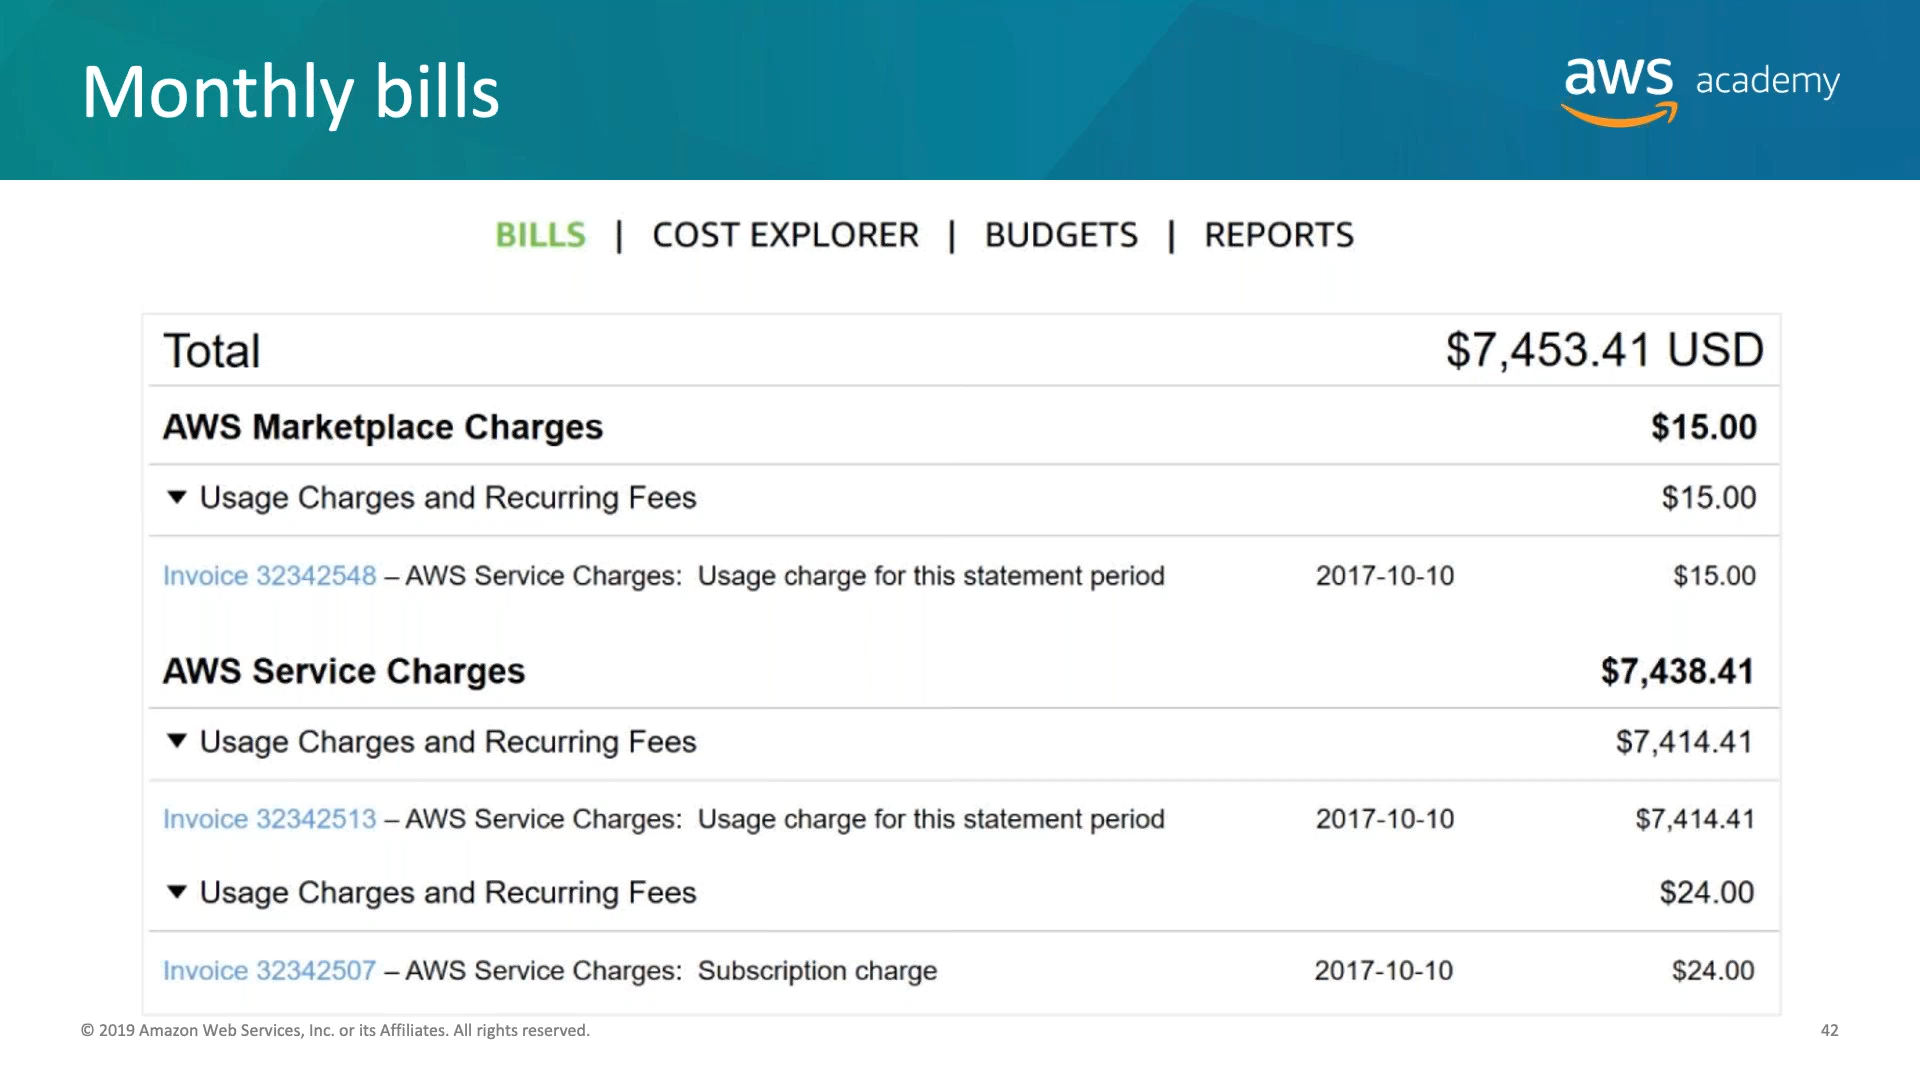 Monthly bills
aws academy
BILLS | COST EXPLORER | BUDGETS | REPORTS
Total $7,453.41 USD
AWS Marketplace Charges $15.00
▼ Usage Charges and Recurring Fees $15.00
Invoice 32342548 – AWS Service Charges: Usage charge for this statement period 2017-10-10 $15.00
AWS Service Charges $7,438.41
▼ Usage Charges and Recurring Fees $7,414.41
Invoice 32342513 – AWS Service Charges: Usage charge for this statement period 2017-10-10 $7,414.41
▼ Usage Charges and Recurring Fees $24.00
Invoice 32342507 – AWS Service Charges: Subscription charge 2017-10-10 $24.00
© 2019 Amazon Web Services, Inc. or its Affiliates. All rights reserved. 42